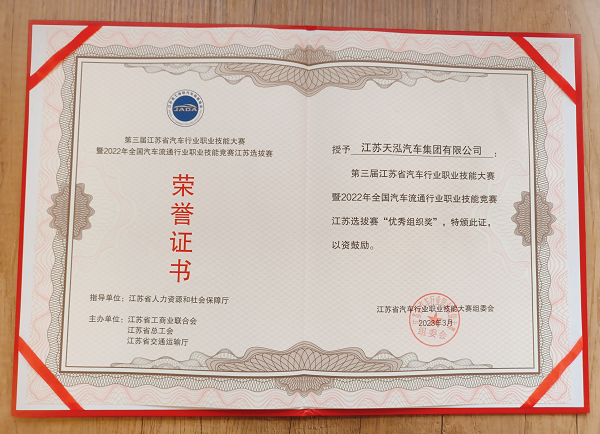 JADA
第三届江苏省汽车行业职业技能大赛
暨2022年全国汽车流通行业职业技能竞赛江苏选拔赛
荣
誉
证
书
指导单位：江苏省人力资源和社会保障厅
主办单位：江苏省工商业联合会
江苏省总工会
江苏省交通运输厅
授予 江苏天泓汽车集团有限公司：
第三届江苏省汽车行业职业技能大赛
暨2022年全国汽车流通行业职业技能竞赛
江苏选拔赛“优秀组织奖”，特颁此证，
以资鼓励。
江苏省汽车行业职业技能大赛组委会
2023年3月
组委会